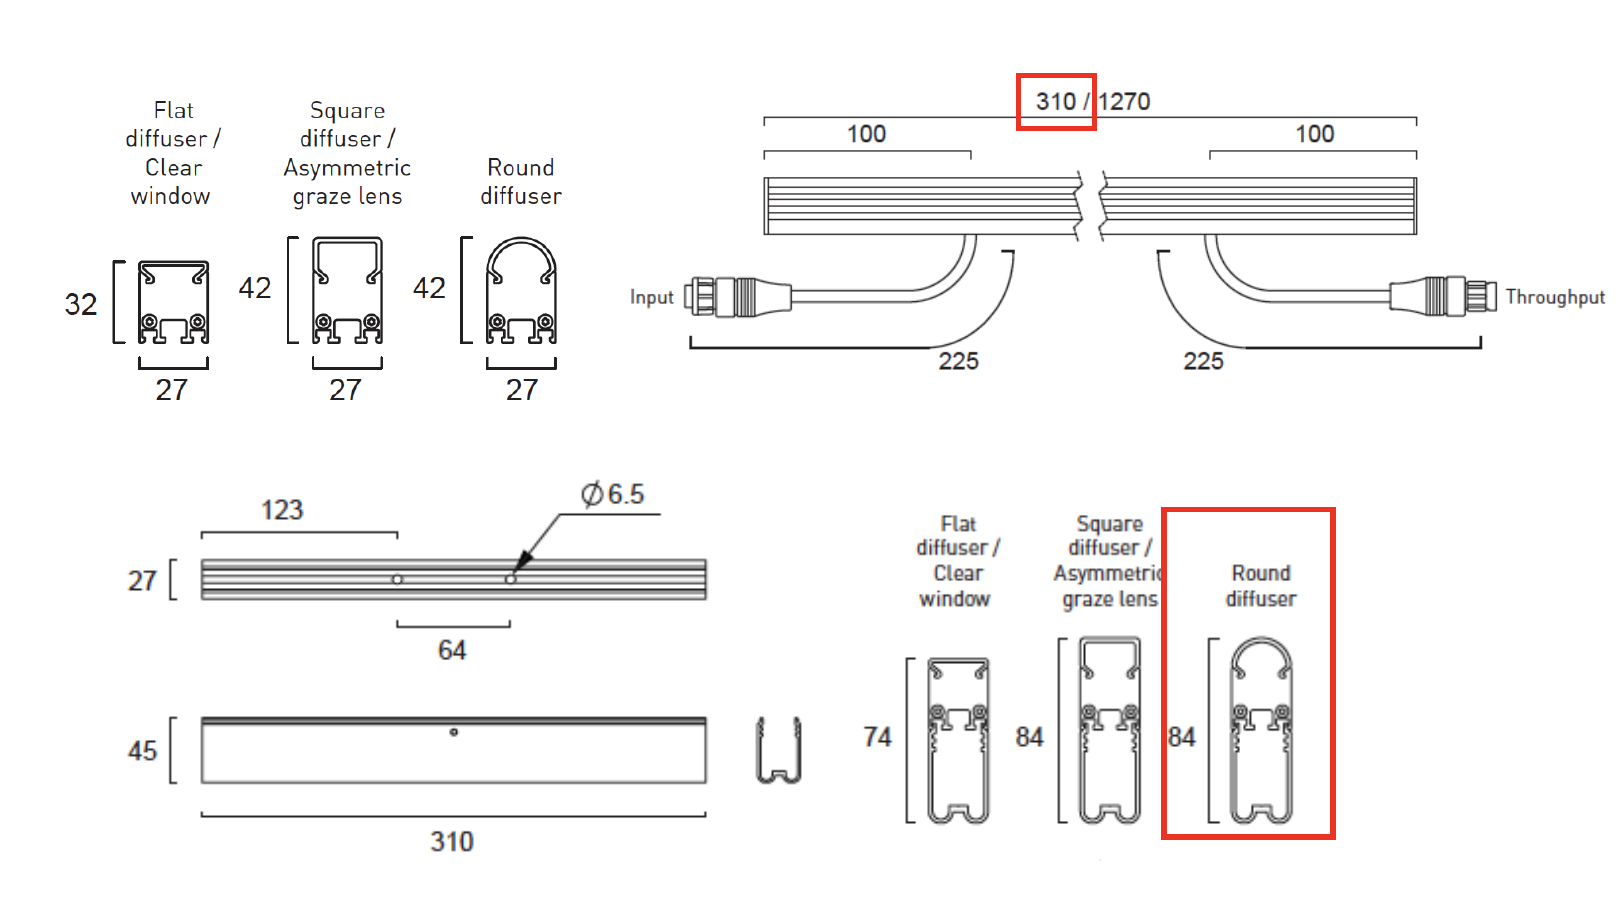 Flat
diffuser /
Clear
window
Square
diffuser /
Asymmetric
graze lens
Round
diffuser
32
27
42
27
42
27
310 / 1270
100
100
Input
Throughput
225
225
123
Ø6.5
27
64
45
310
Flat
diffuser /
Clear
window
Square
diffuser /
Asymmetric
graze lens
Round
diffuser
74
84
84